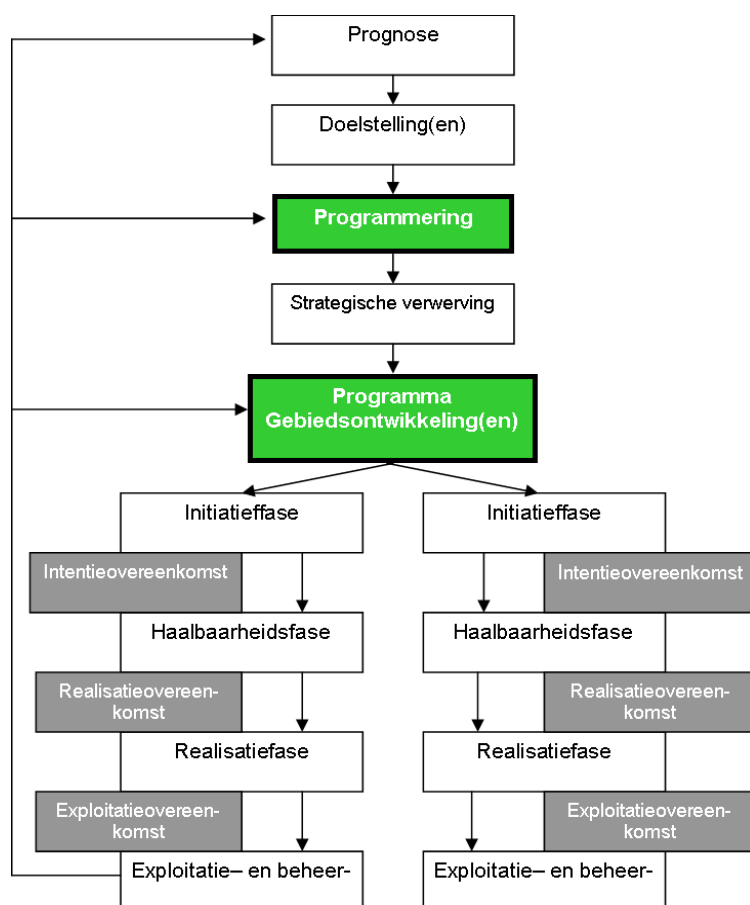 Prognose
Doelstelling(en)
Programmering
Strategische verwerving
Programma
Gebiedsontwikkeling(en)
Initiatieffase
Initiatieffase
Intentieovereenkomst
Intentieovereenkomst
Haalbaarheidsfase
Haalbaarheidsfase
Realisatieovereen-
komst
Realisatieovereen-
komst
Realisatiefase
Realisatiefase
Exploitatieovereen-
komst
Exploitatieovereen-
komst
Exploitatie– en beheer-
Exploitatie– en beheer-